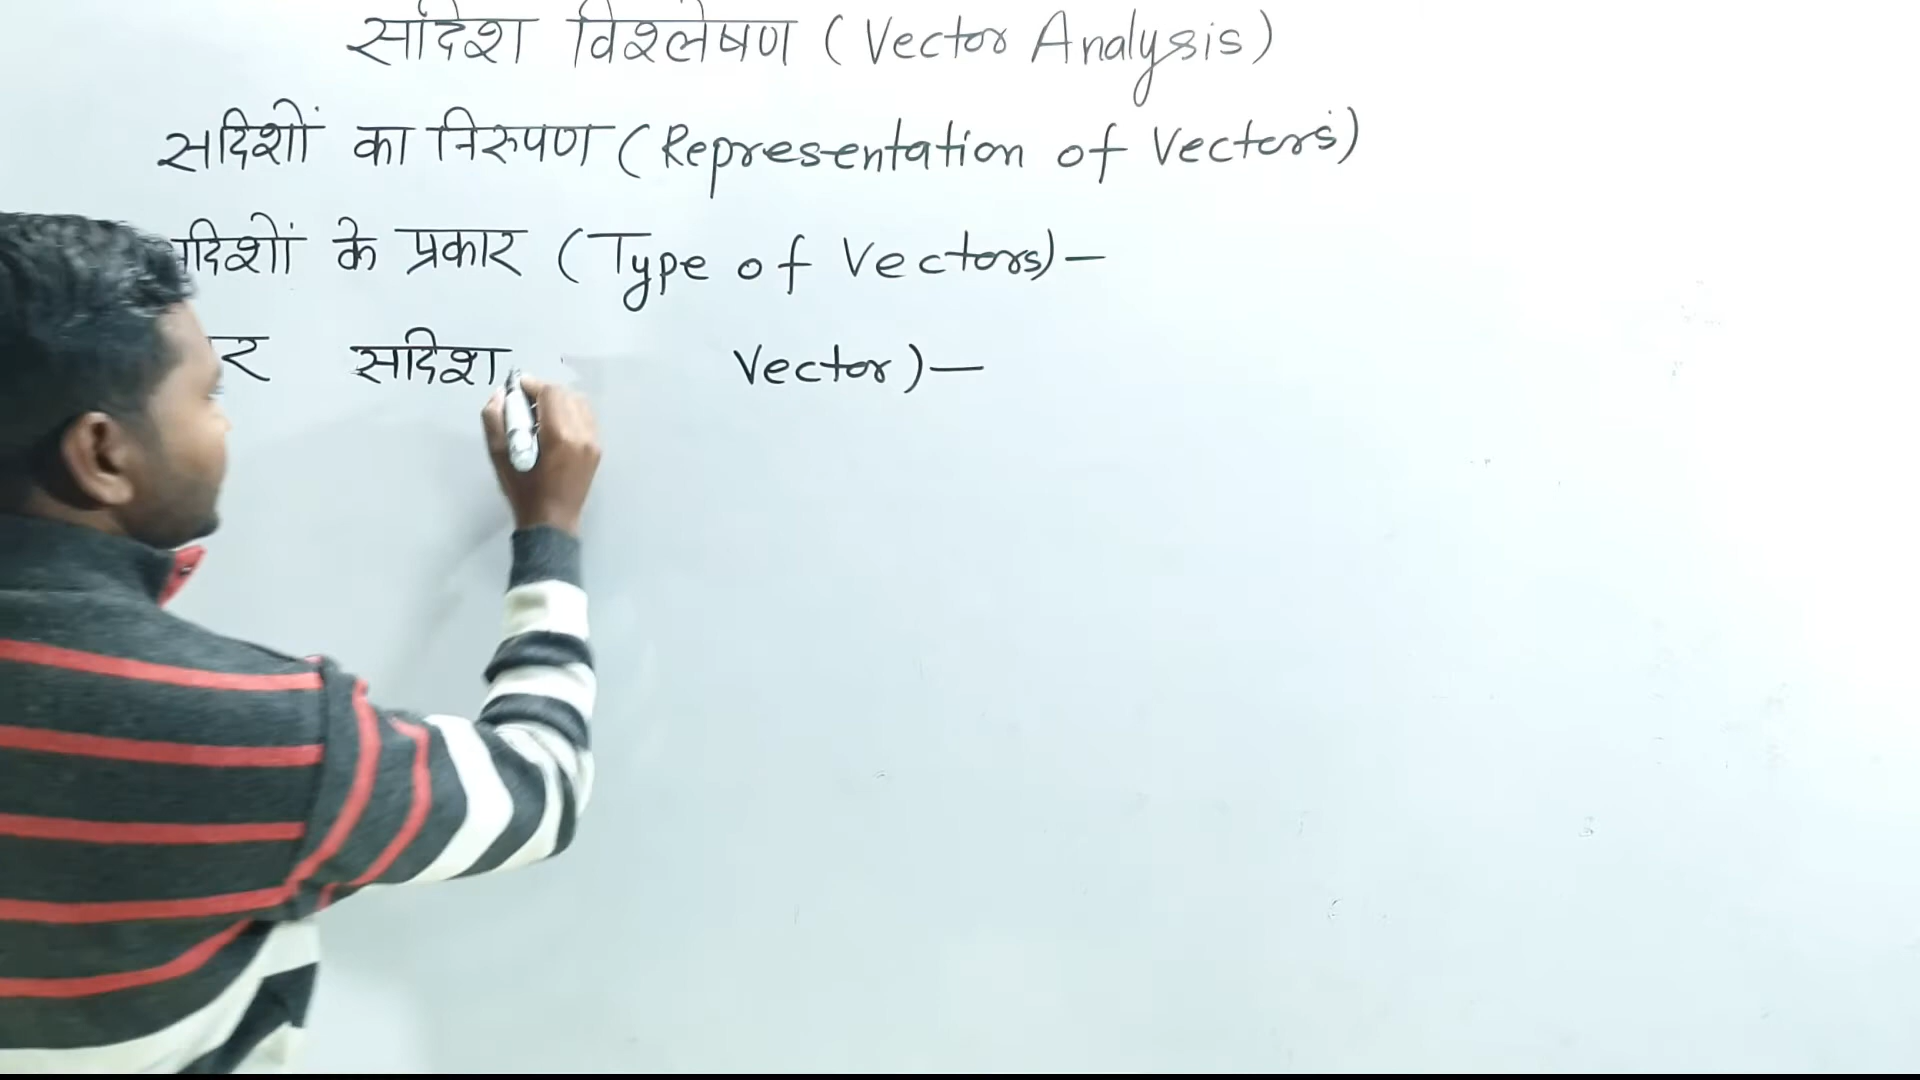 सदिश विश्लेषण (Vector Analysis)
सदिशों का निरुपण (Representation of Vectors)
के प्रकार (Type of Vectors)—
सदिश Vector)—